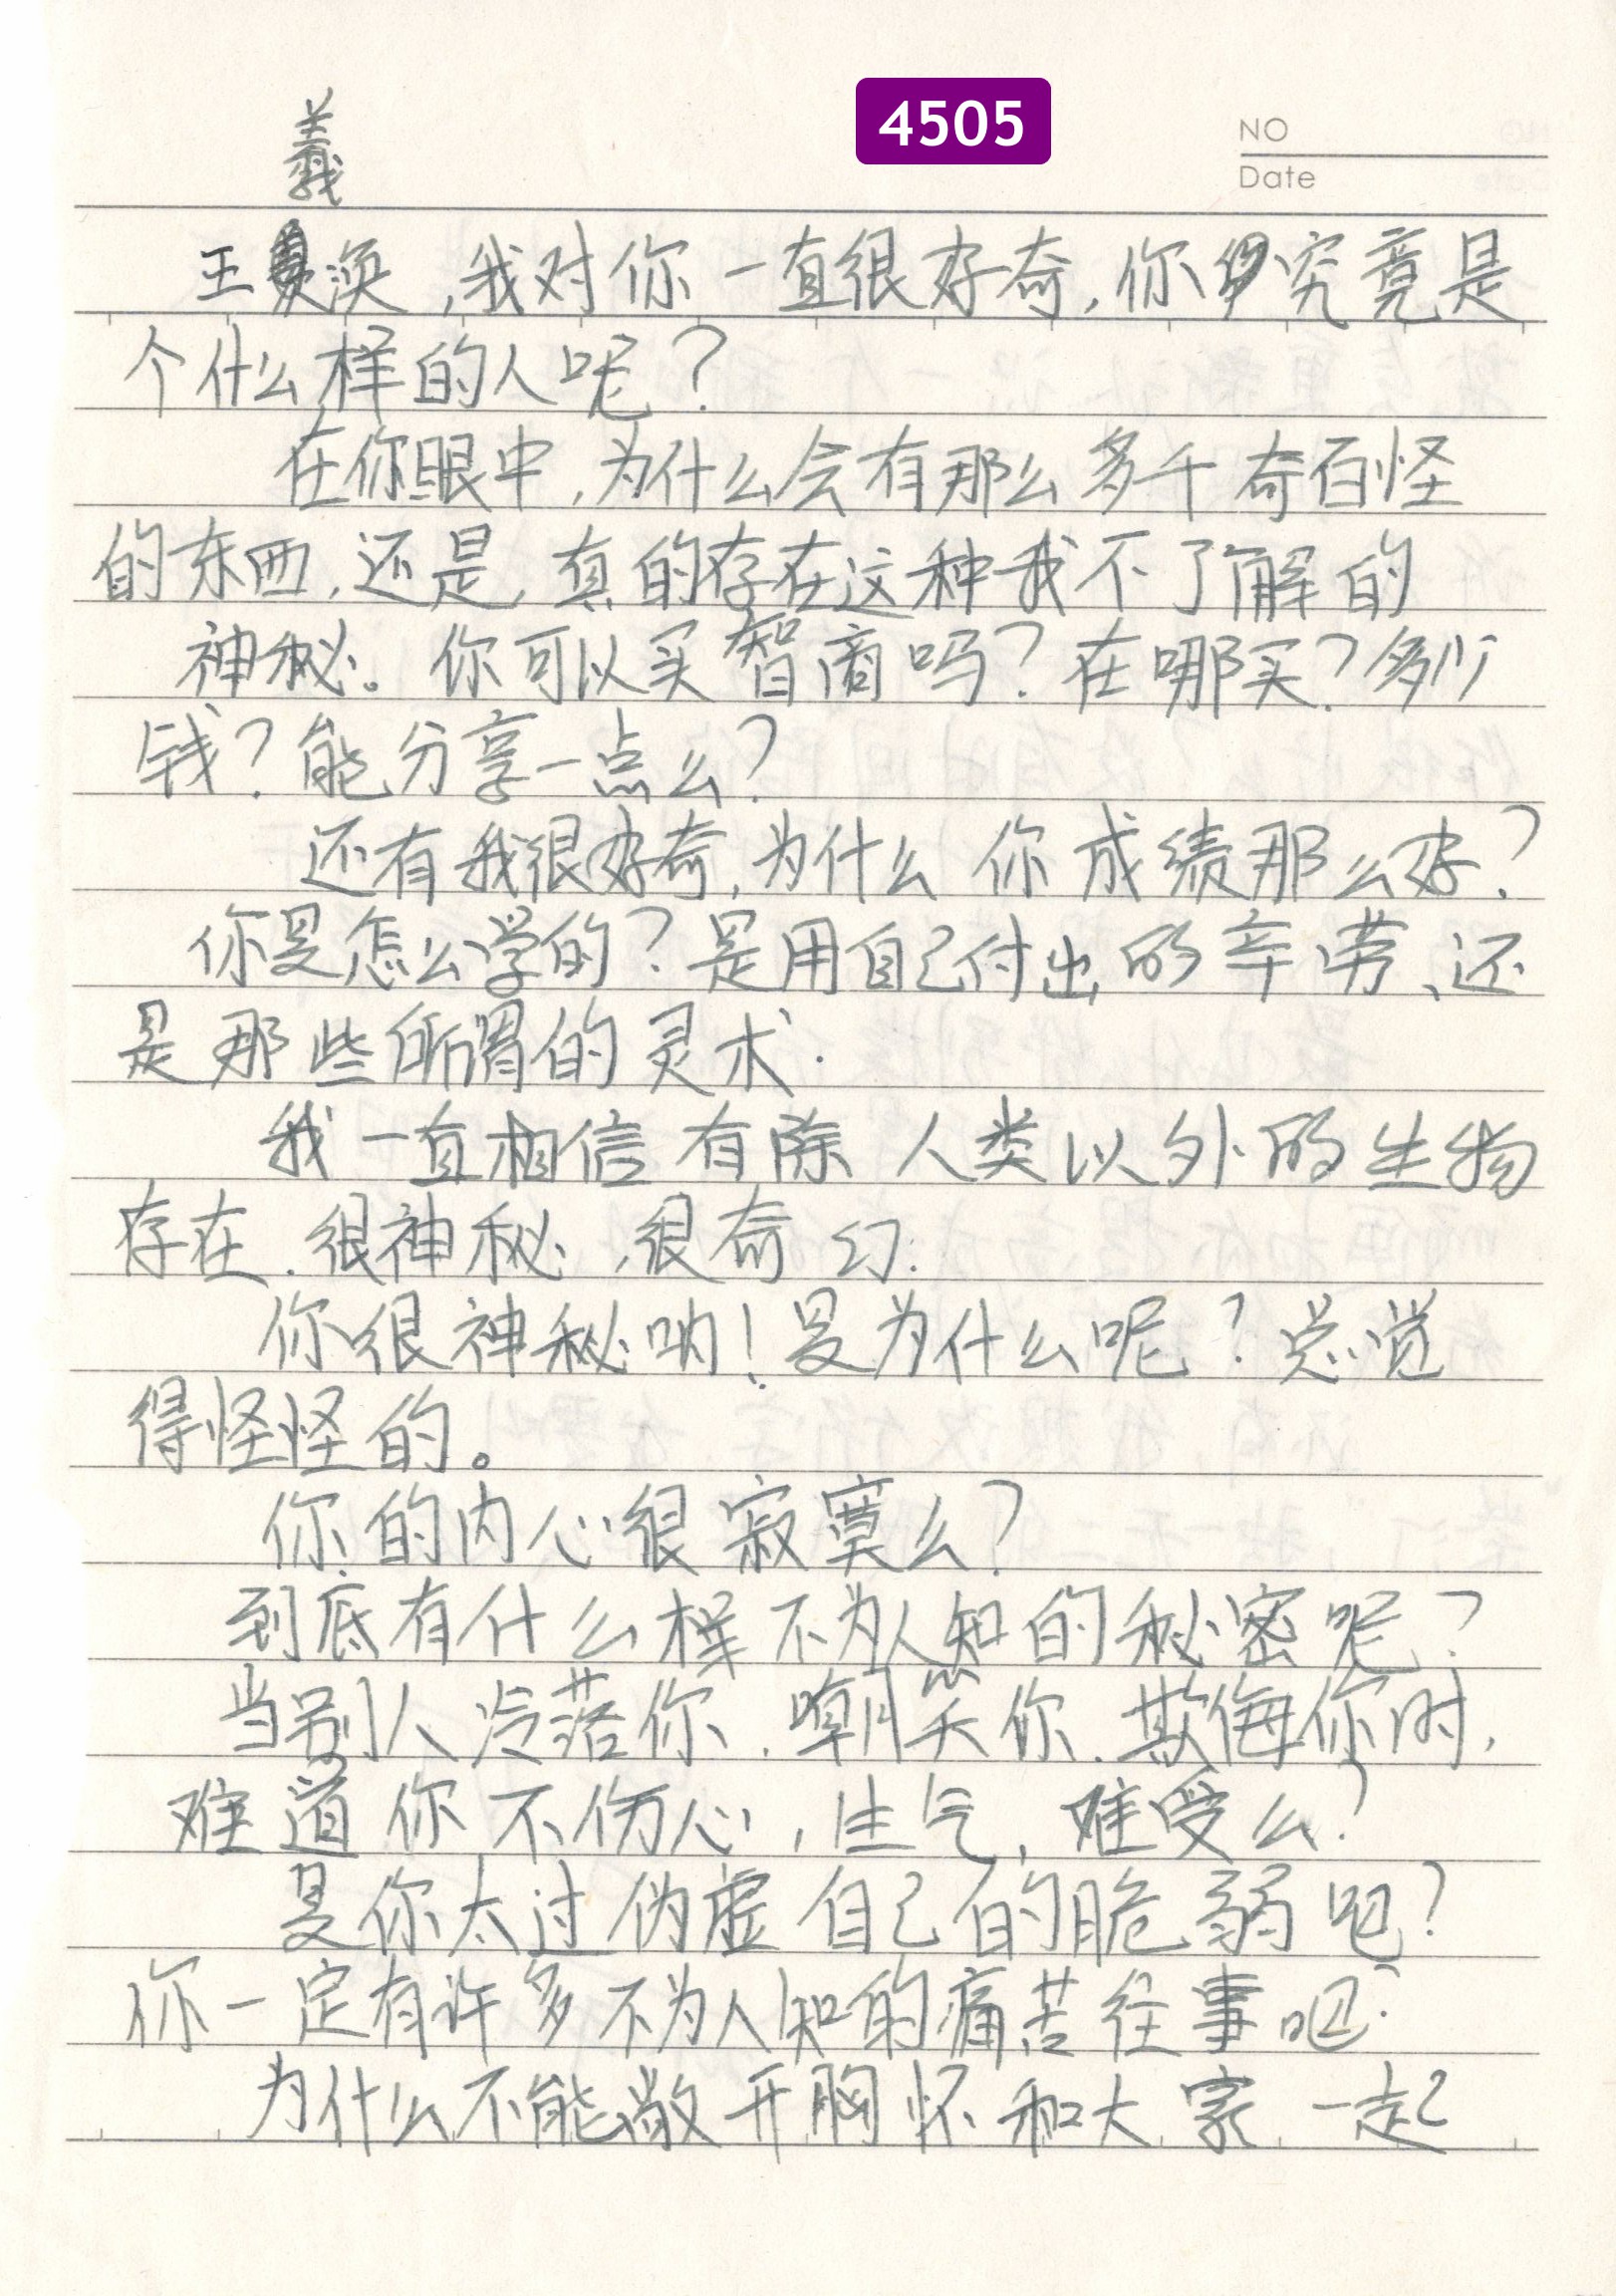 4505
NO
Date
羲
王渙,我对你一直很好奇,你究竟是
个什么样的人呢?
在你眼中,为什么会有那么多千奇百怪
的东西,还是,真的存在这种我不了解的
神秘。你可以买智商吗?在哪买?多少
钱?能分享一点么?
还有我很好奇,为什么你成绩那么好?
你是怎么学的?是用自己付出的辛劳、还
是那些所谓的灵术.
我一直相信有除人类以外的生物
存在.很神秘,很奇幻.
你很神秘呐!是为什么呢?总觉
得怪怪的。
你的内心很寂寞么?
到底有什么样不为人知的秘密呢?
当别人冷落你、嘲笑你、欺侮你时,
难道你不伤心,生气,难受么?
是你太过伪虚自己的脆弱吧?
你一定有许多不为人知的痛苦往事吧.
为什么不能敞开胸怀和大家一起